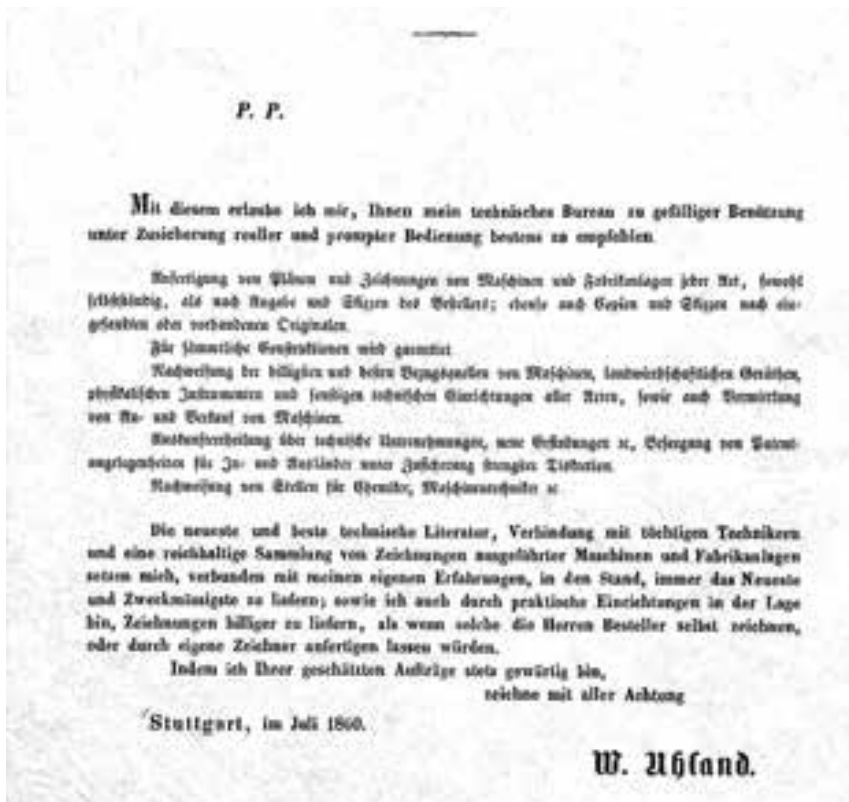 P. P.
Mit diesem erlaube ich mir, Ihnen mein technisches Bureau zu gefälliger Benützung
unter Zusicherung reeller und prompter Bedienung bestens zu empfehlen.
Anfertigung von Plänen und Zeichnungen von Maschinen und Fabrikanlagen jeder Art, sowohl
selbstständig, als nach Angabe und Skizzen des Bestellers; ebenso auch Copien und Skizzen nach ein-
gesandten oder vorhandenen Originalen.
Für sämmtliche Constructionen wird garantirt
Nachweisung der billigsten und besten Bezugsquellen von Maschinen, landwirthschaftlichen Geräthen,
physikalischen Instrumenten und sonstigen technischen Einrichtungen aller Arten, sowie auch Vermittlung
von An- und Verkauf von Maschinen.
Auskunftsertheilung über technische Unternehmungen, neue Erfindungen ꝛc, Besorgung von Patent-
angelegenheiten für In- und Ausländer unter Zusicherung strengster Diskretion.
Nachweisung von Stellen für Chemiker, Maschinentechniker ꝛc.
Die neueste und beste technische Literatur, Verbindung mit tüchtigen Technikern
und eine reichhaltige Sammlung von Zeichnungen ausgeführter Maschinen und Fabrikanlagen
setzen mich, verbunden mit meinen eigenen Erfahrungen, in den Stand, immer das Neueste
und Zweckmässigste zu liefern; sowie ich auch durch praktische Einrichtungen in der Lage
bin, Zeichnungen billiger zu liefern, als wenn solche die Herren Besteller selbst zeichnen,
oder durch eigene Zeichner anfertigen lassen würden.
Indem ich Ihrer geschätzten Aufträge stets gewärtig bin,
zeichne mit aller Achtung
Stuttgart, im Juli 1860.
W. Uhland.